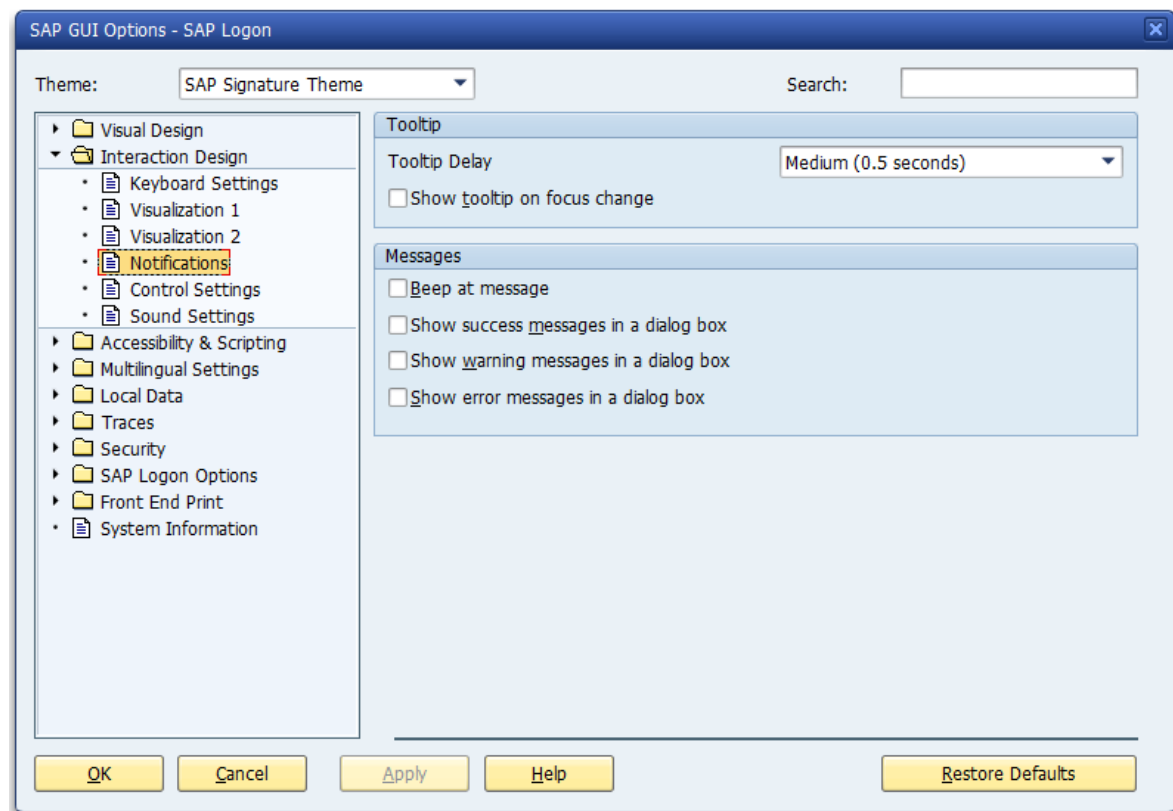 SAP GUI Options - SAP Logon
Theme: SAP Signature Theme Search:
Visual Design
Interaction Design
Keyboard Settings
Visualization 1
Visualization 2
Notifications
Control Settings
Sound Settings
Accessibility & Scripting
Multilingual Settings
Local Data
Traces
Security
SAP Logon Options
Front End Print
System Information
Tooltip
Tooltip Delay Medium (0.5 seconds)
Show tooltip on focus change
Messages
Beep at message
Show success messages in a dialog box
Show warning messages in a dialog box
Show error messages in a dialog box
OK Cancel Apply Help Restore Defaults